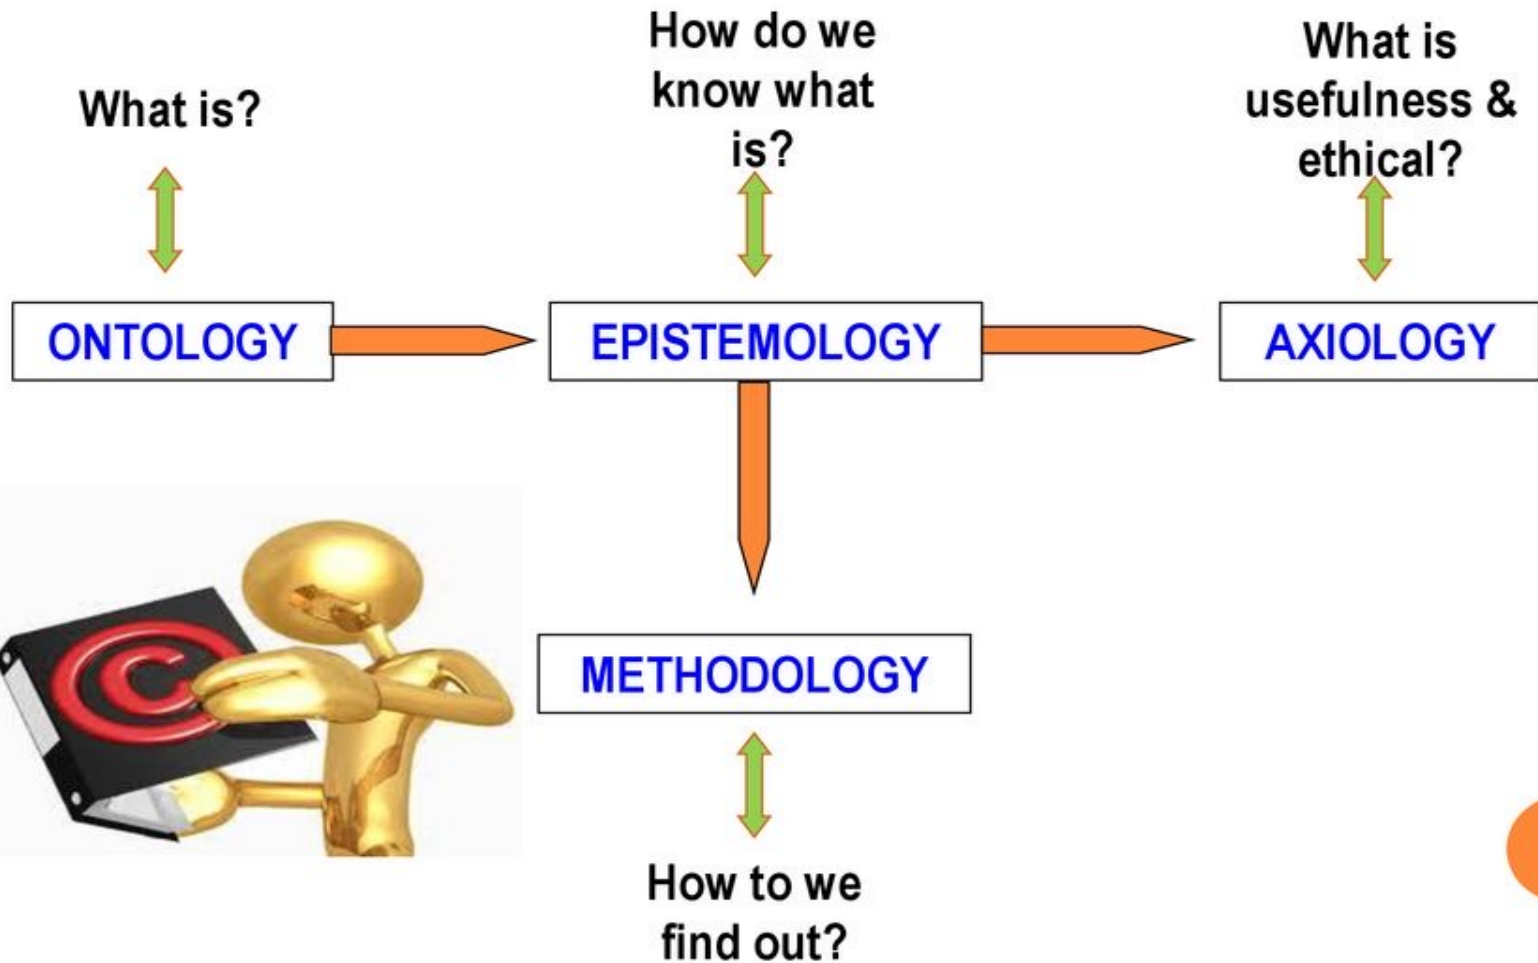 What is?
How do we
know what
is?
What is
usefulness &
ethical?
ONTOLOGY
EPISTEMOLOGY
AXIOLOGY
©
METHODOLOGY
How to we
find out?